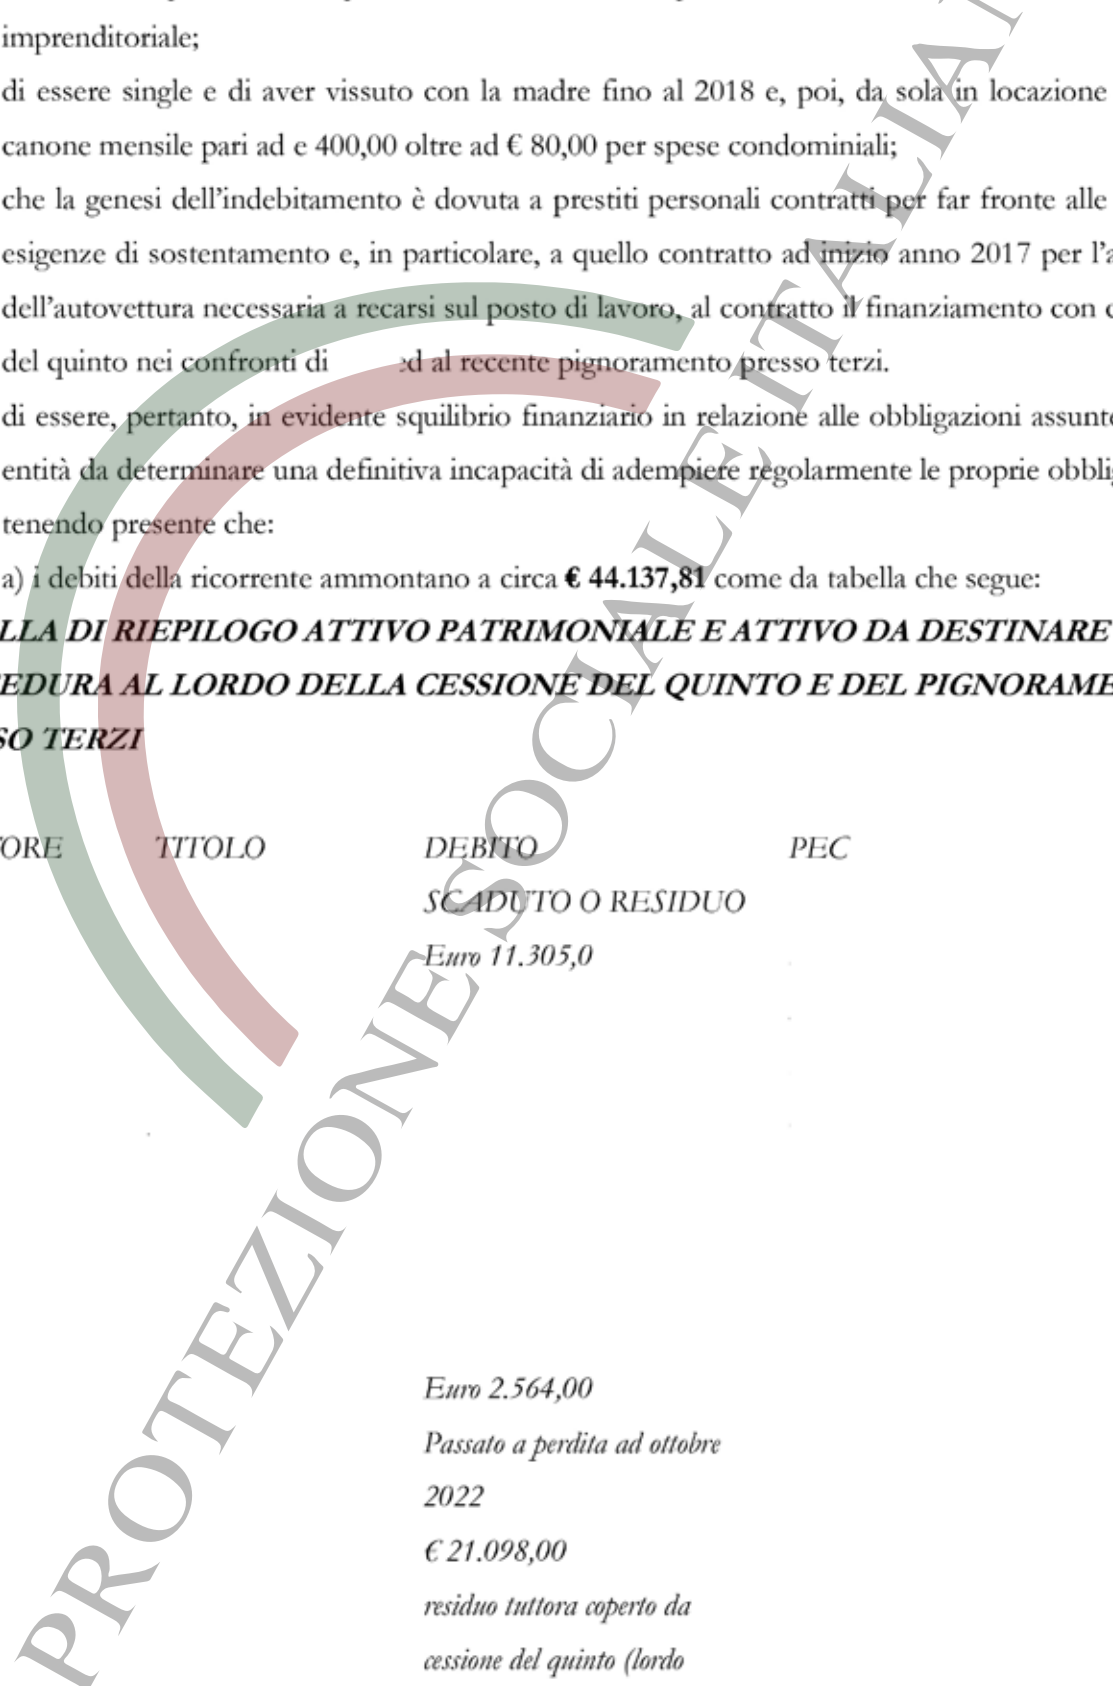 imprenditoriale;
di essere single e di aver vissuto con la madre fino al 2018 e, poi, da sola in locazione
canone mensile pari ad e 400,00 oltre ad € 80,00 per spese condominiali;
che la genesi dell'indebitamento è dovuta a prestiti personali contratti per far fronte alle
esigenze di sostentamento e, in particolare, a quello contratto ad inizio anno 2017 per l'a
dell'autovettura necessaria a recarsi sul posto di lavoro, al contratto il finanziamento con
del quinto nei confronti di ed al recente pignoramento presso terzi.
di essere, pertanto, in evidente squilibrio finanziario in relazione alle obbligazioni assunt
entità da determinare una definitiva incapacità di adempiere regolarmente le proprie obbli
tenendo presente che:
a) i debiti della ricorrente ammontano a circa € 44.137,81 come da tabella che segue:
LLA DI RIEPILOGO ATTIVO PATRIMONIALE E ATTIVO DA DESTINARE
EDURA AL LORDO DELLA CESSIONE DEL QUINTO E DEL PIGNORAME
SO TERZI
ORE TITOLO DEBITO PEC
SCADUTO O RESIDUO
Euro 11.305,0
Euro 2.564,00
Passato a perdita ad ottobre
2022
€ 21.098,00
residuo tuttora coperto da
cessione del quinto (lordo
PROTEZIONE SOCIALE ITALIA